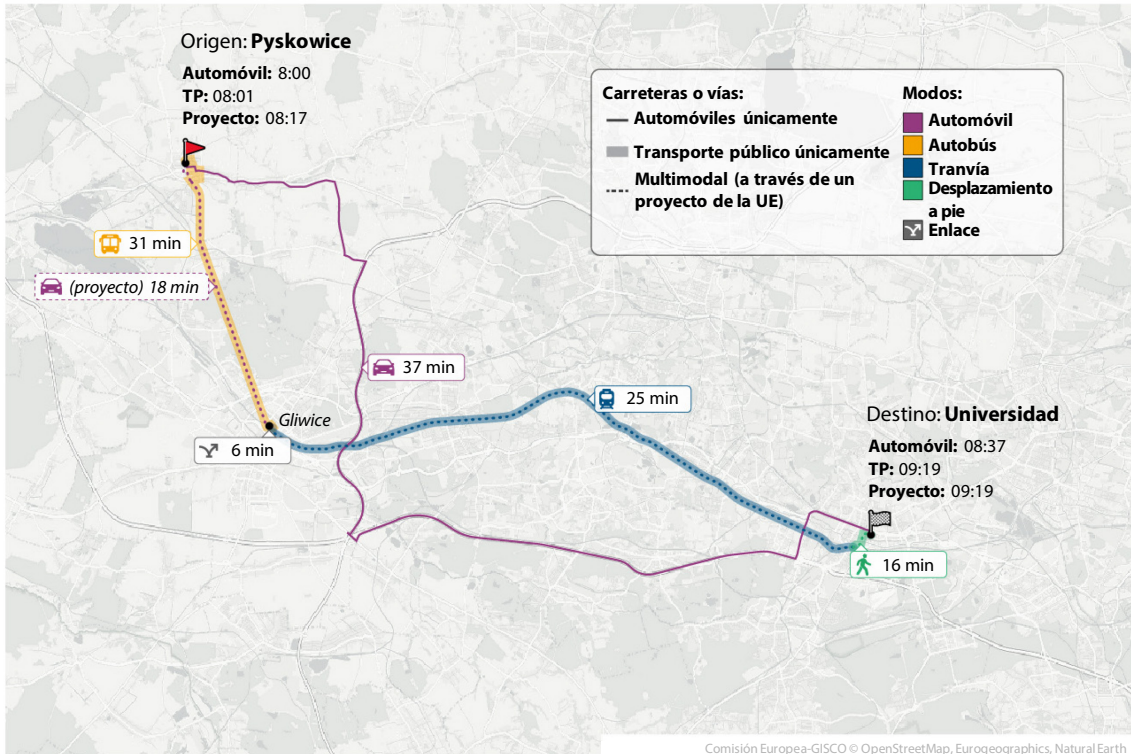 Origen: Pyskowice
Automóvil: 8:00
TP: 08:01
Proyecto: 08:17
Carreteras o vías:
Automóviles únicamente
Transporte público únicamente
Multimodal (a través de un
proyecto de la UE)
Modos:
Automóvil
Autobús
Tranvía
Desplazamiento
a pie
Enlace
31 min
(proyecto) 18 min
37 min
25 min
Gliwice
6 min
Destino: Universidad
Automóvil: 08:37
TP: 09:19
Proyecto: 09:19
16 min
Comisión Europea-GISCO © OpenStreetMap, Eurogeographics, Natural Earth